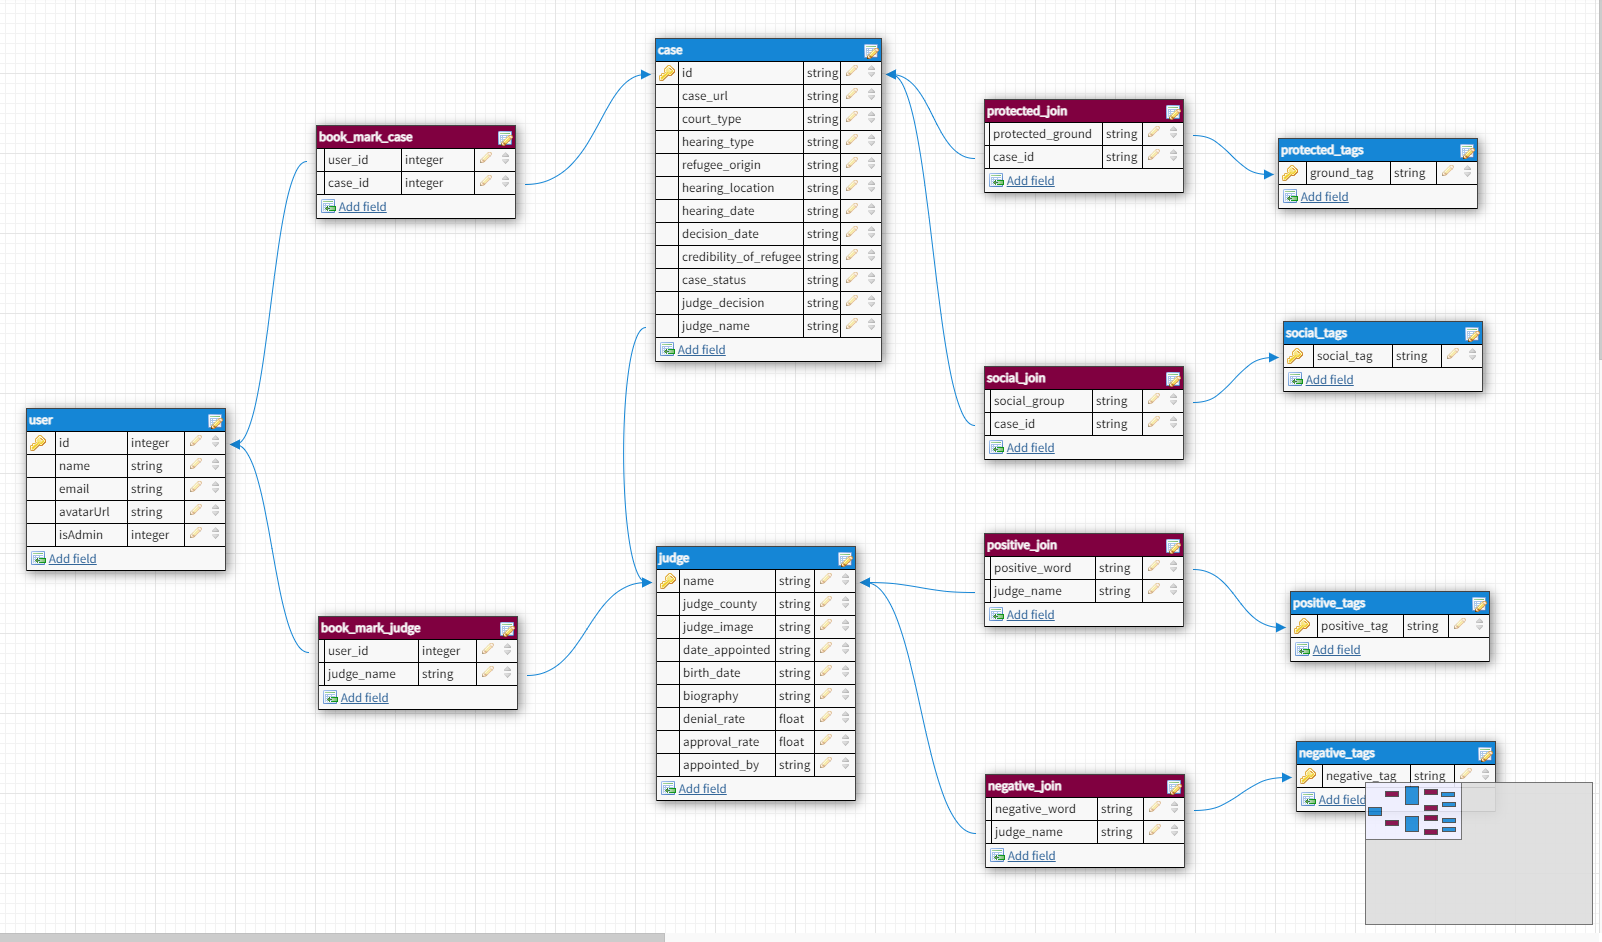 case
id string
case_url string
court_type string
hearing_type string
refugee_origin string
hearing_location string
hearing_date string
decision_date string
credibility_of_refugee string
case_status string
judge_decision string
judge_name string
Add field
book_mark_case
user_id integer
case_id integer
Add field
protected_join
protected_ground string
case_id string
Add field
protected_tags
ground_tag string
Add field
social_tags
social_tag string
Add field
social_join
social_group string
case_id string
Add field
user
id integer
name string
email string
avatarUrl string
isAdmin integer
Add field
judge
name string
judge_county string
judge_image string
date_appointed string
birth_date string
biography string
denial_rate float
approval_rate float
appointed_by string
Add field
positive_join
positive_word string
judge_name string
Add field
positive_tags
positive_tag string
Add field
book_mark_judge
user_id integer
judge_name string
Add field
negative_tags
negative_tag string
Add field
negative_join
negative_word string
judge_name string
Add field